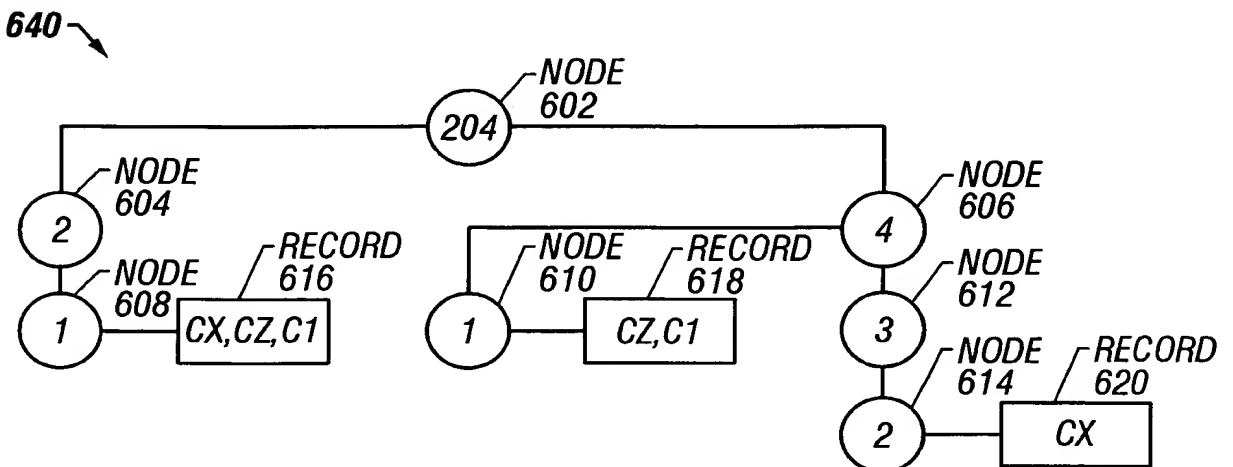 640
NODE
602
204
NODE
604
2
NODE
606
4
NODE
608
1
RECORD
616
CX,CZ,C1
NODE
610
1
RECORD
618
CZ,C1
NODE
612
3
NODE
614
2
RECORD
620
CX